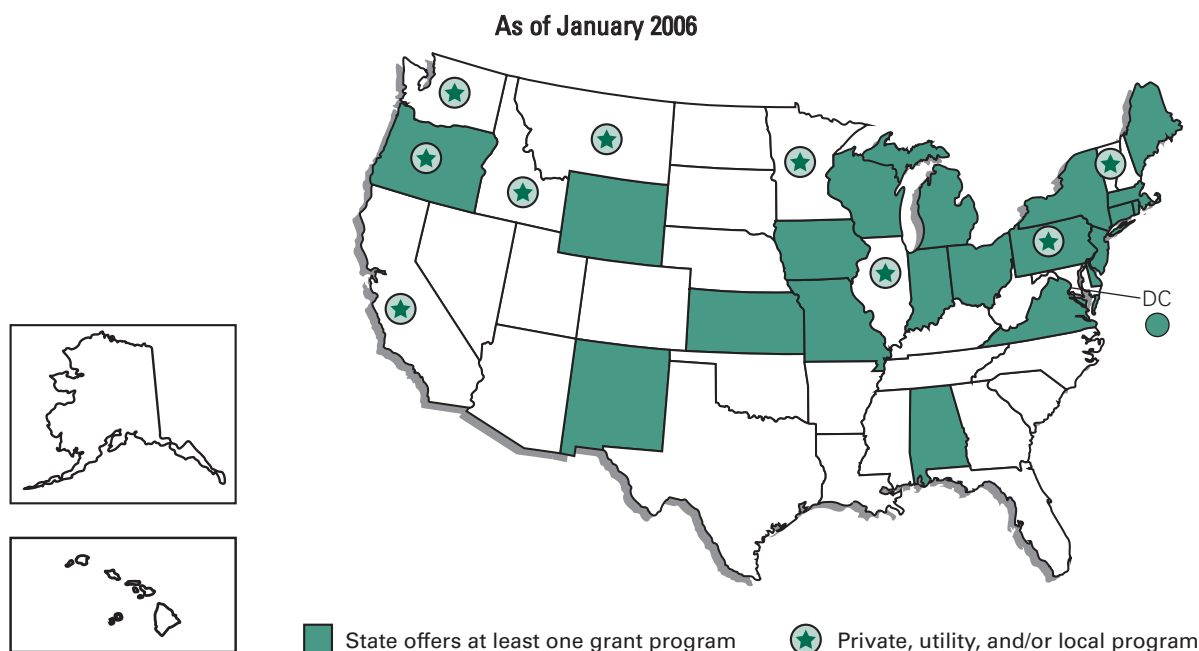 As of January 2006
DC
State offers at least one grant program
Private, utility, and/or local program